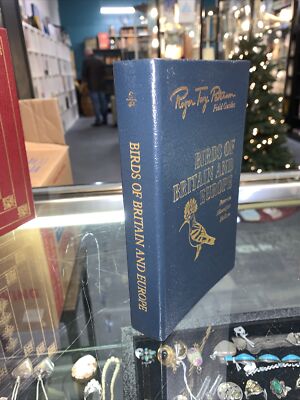 BIRDS OF BRITAIN AND EUROPE
Roger Tory Peterson
Field Guides
BIRDS OF
BRITAIN AND
EUROPE